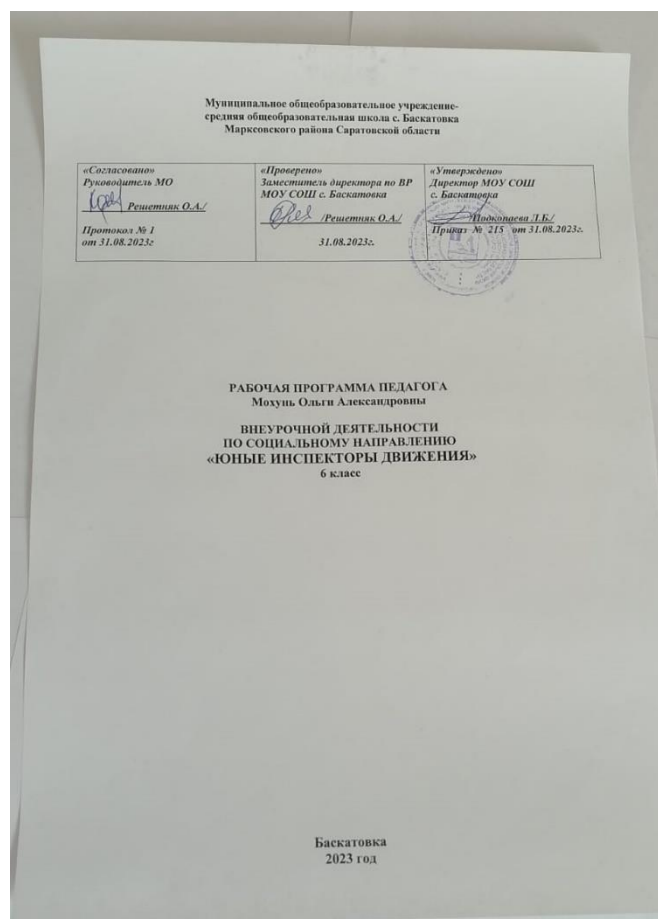 Муниципальное общеобразовательное учреждение-
средняя общеобразовательная школа с. Баскатовка
Марксовского района Саратовской области
«Согласовано»
Руководитель МО
Решетняк О.А./
Протокол № 1
от 31.08.2023г
«Проверено»
Заместитель директора по ВР
МОУ СОШ с. Баскатовка
/Решетняк О.А./
31.08.2023г.
«Утверждено»
Директор МОУ СОШ
с. Баскатовка
/Подкопаева Л.Б./
Приказ № 215 от 31.08.2023г.
РАБОЧАЯ ПРОГРАММА ПЕДАГОГА
Мохунь Ольги Александровны
ВНЕУРОЧНОЙ ДЕЯТЕЛЬНОСТИ
ПО СОЦИАЛЬНОМУ НАПРАВЛЕНИЮ
«ЮНЫЕ ИНСПЕКТОРЫ ДВИЖЕНИЯ»
6 класс
Баскатовка
2023 год